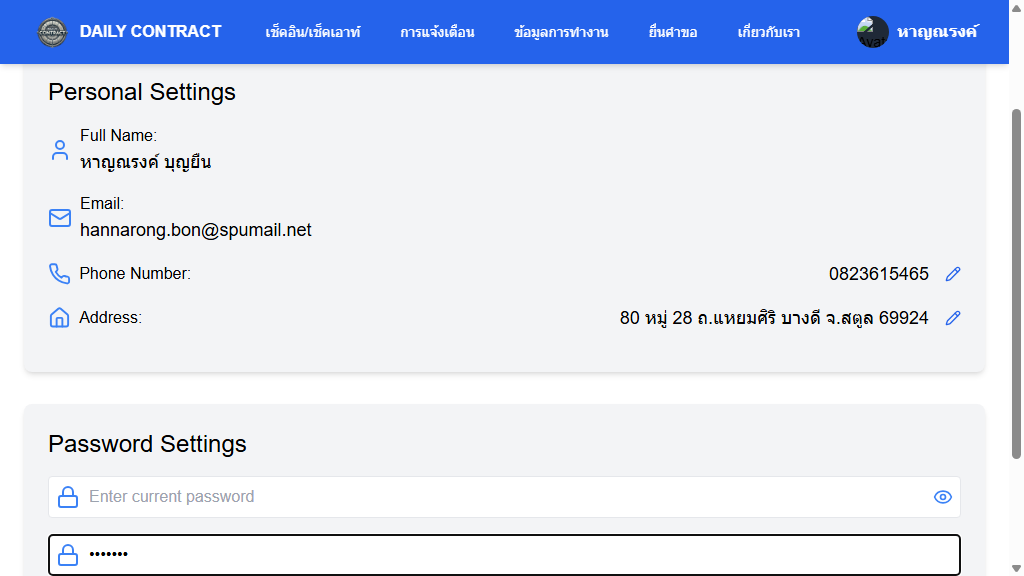 DAILY CONTRACT
เช็คอิน/เช็คเอาท์
การแจ้งเตือน
ข้อมูลการทำงาน
ยื่นคำขอ
เกี่ยวกับเรา
หาญณรงค์
Personal Settings
Full Name:
หาญณรงค์ บุญยืน
Email:
hannarong.bon@spumail.net
Phone Number:
0823615465
Address:
80 หมู่ 28 ถ.แหยมศิริ บางดี จ.สตูล 69924
Password Settings
Enter current password
•••••••